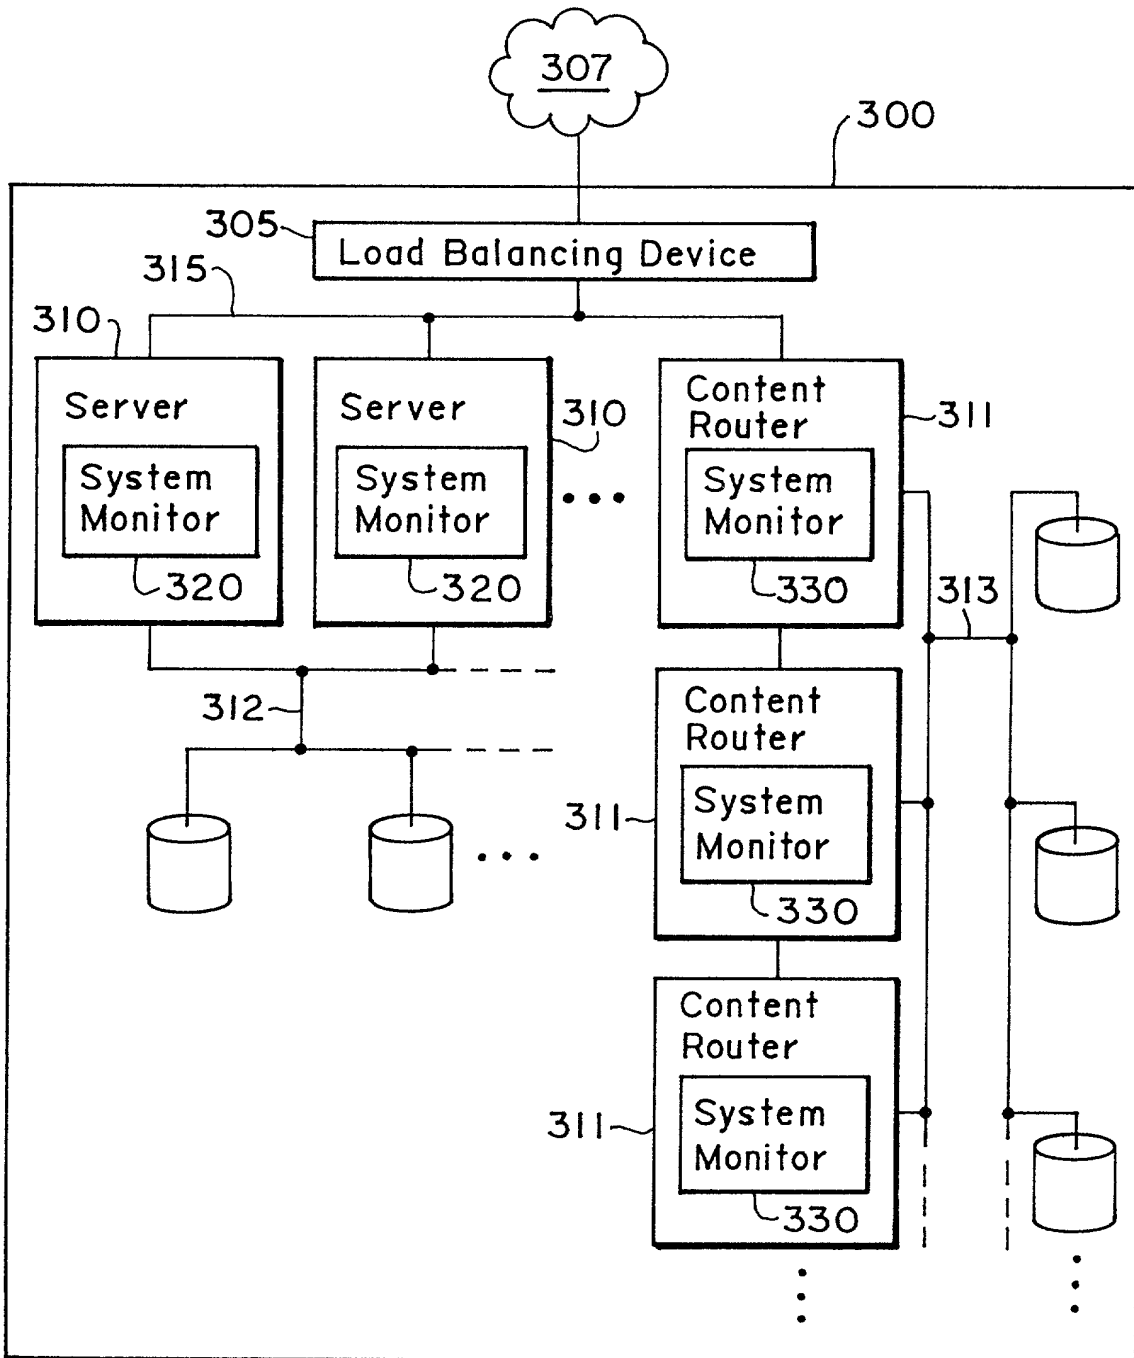 307
300
305
Load Balancing Device
315
310
Server
System
Monitor
320
Server
System
Monitor
320
310
Content
Router
System
Monitor
330
311
313
312
Content
Router
System
Monitor
330
311
Content
Router
System
Monitor
330
311